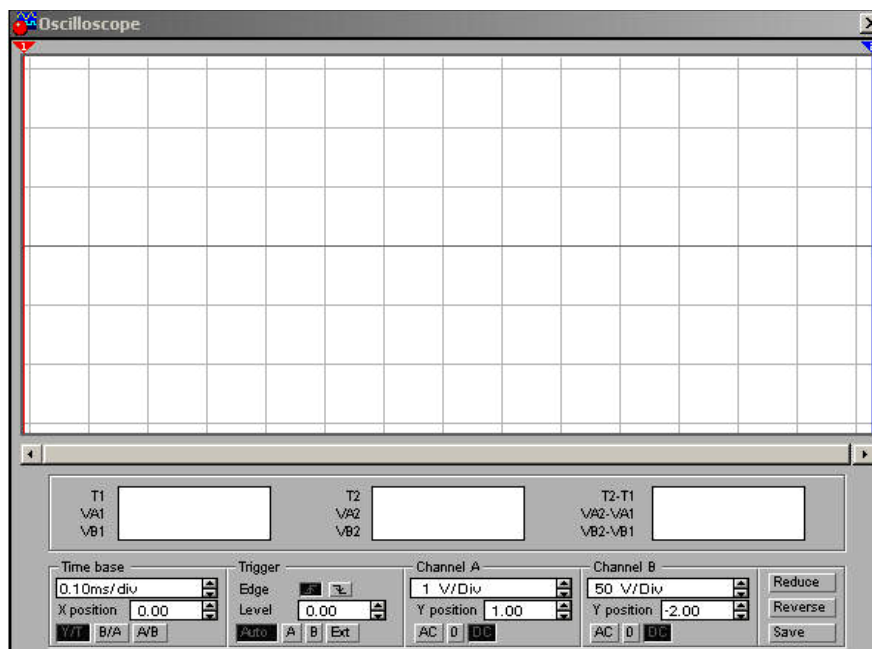 Oscilloscope
1
T1 T2 T2-T1
VA1 VA2 VA2-VA1
VB1 VB2 VB2-VB1
Time base Trigger Channel A Channel B
0.10ms/div Edge 1 V/Div 50 V/Div Reduce
X position 0.00 Level 0.00 Y position 1.00 Y position -2.00 Reverse
Y/T B/A A/B Auto A B Ext AC 0 DC AC 0 DC Save